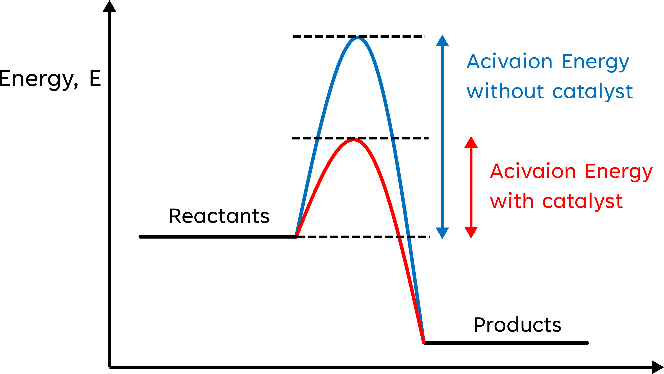 Energy, E
Acivaion Energy
without catalyst
Acivaion Energy
with catalyst
Reactants
Products